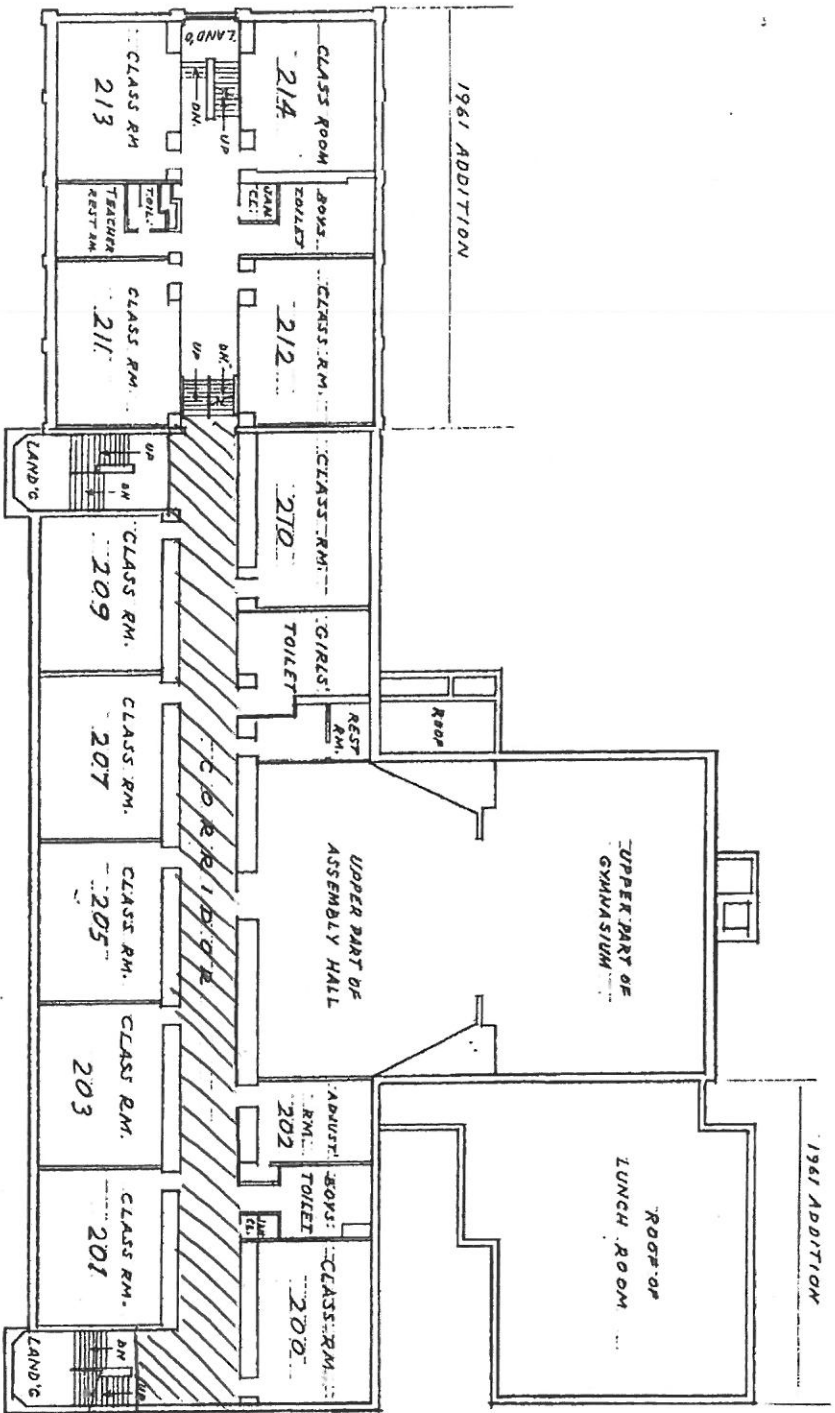 1961 ADDITION
1961 ADDITION
LAND'G
DN.
UP
CLASS ROOM
214
CLASS RM
213
BOYS
TOILET
JAN
CL.
TOIL.
TEACHER
REST RM.
CLASS RM.
212
CLASS RM.
211
DN.
UP
UP
DN
LAND'G
CLASS RM.
210
GIRLS'
TOILET
REST
RM.
ROOF
CLASS RM.
209
CLASS RM.
207
CLASS RM.
205
CLASS RM.
203
CLASS RM.
201
CORRIDOR
UPPER PART OF
ASSEMBLY HALL
UPPER PART OF
GYMNASIUM
ADJUST.
RM.
202
BOYS'
TOILET
CL.
CLASS RM.
200
ROOF OF
LUNCH ROOM
DN
UP
LAND'G